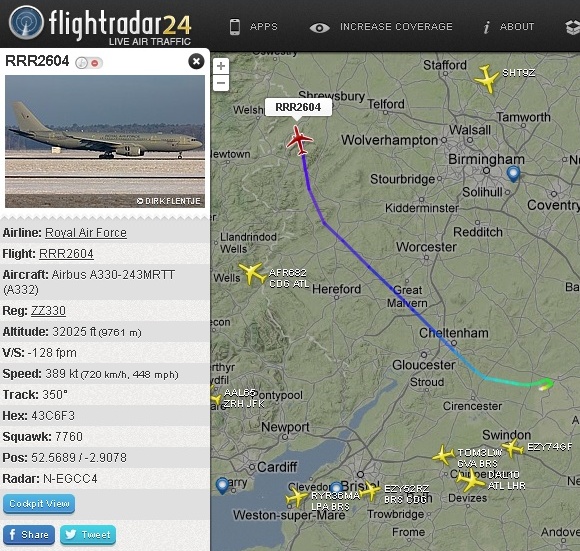 flightradar24
LIVE AIR TRAFFIC
APPS
INCREASE COVERAGE
ABOUT
RRR2604
© DIRKFLENTJE
Airline: Royal Air Force
Flight: RRR2604
Aircraft: Airbus A330-243MRTT
(A332)
Reg: ZZ330
Altitude: 32025 ft (9761 m)
V/S: -128 fpm
Speed: 389 kt (720 km/h, 448 mph)
Track: 350°
Hex: 43C6F3
Squawk: 7760
Pos: 52.5689 / -2.9078
Radar: N-EGCC4
Cockpit View
Share
Tweet
+
−
Stafford
SHT9Z
Shrewsbury
Welsh
RRR2604
Telford
Tamworth
Walsall
Wolverhampton
Newtown
Birmingham
Stourbridge
Solihull
Kidderminster
Coventry
Redditch
Llandrindod
Wells
Worcester
Wells
AFR682
CDG ATL
Hereford
Great
Malvern
Cheltenham
Gloucester
Stroud
Cirencester
AAL65
ZRH JFK
Newport
Swindon
EZY74GF
TOM3LW
GVA BRS
Cardiff
ATL LHR
Barry
Clevedon
Bristol
RYR36MA
LPA BRS
EZY52RZ
BRS CDG
Devizes
Weston-super-Mare
Trowbridge
Frome